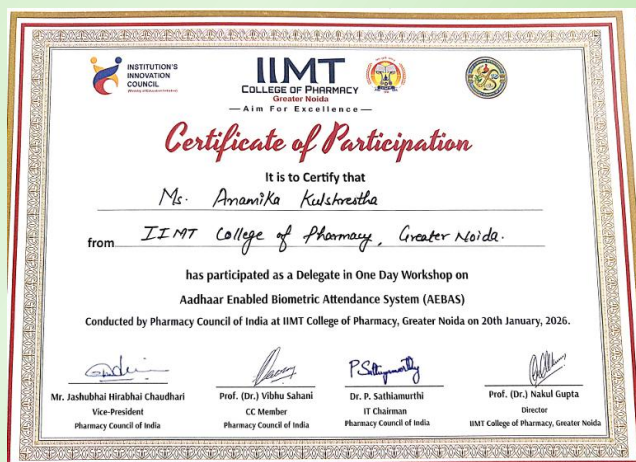 INSTITUTION'S
INNOVATION
COUNCIL
IIMT
COLLEGE OF PHARMACY
Greater Noida
— Aim For Excellence —
Certificate of Participation
It is to Certify that
Ms. Anamika Kulshrestha
from IIMT College of Pharmacy, Greater Noida.
has participated as a Delegate in One Day Workshop on
Aadhaar Enabled Biometric Attendance System (AEBAS)
Conducted by Pharmacy Council of India at IIMT College of Pharmacy, Greater Noida on 20th January, 2026.
P. Sathiyamurthy
Mr. Jashubhai Hirabhai Chaudhari
Vice-President
Pharmacy Council of India
Prof. (Dr.) Vibhu Sahani
CC Member
Pharmacy Council of India
Dr. P. Sathiamurthi
IT Chairman
Pharmacy Council of India
Prof. (Dr.) Nakul Gupta
Director
IIMT College of Pharmacy, Greater Noida